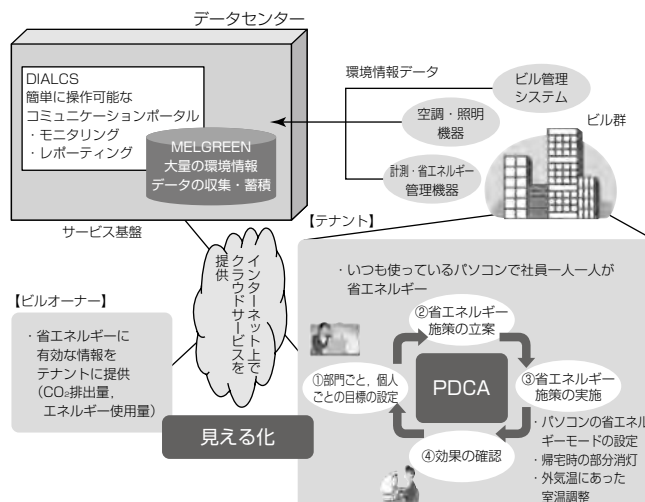 データセンター
DIALCS
簡単に操作可能な
コミュニケーションポータル
・モニタリング
・レポーティング
MELGREEN
大量の環境情報
データの収集・蓄積
サービス基盤
環境情報データ
ビル管理
システム
空調・照明
機器
計測・省エネルギー
管理機器
ビル群
インターネット上で
クラウドサービスを
提供
【ビルオーナー】
・省エネルギーに
有効な情報を
テナントに提供
(CO₂排出量,
エネルギー使用量)
見える化
【テナント】
・いつも使っているパソコンで社員一人一人が
省エネルギー
②省エネルギー
施策の立案
①部門ごと,個人
ごとの目標の設定
PDCA
③省エネルギー
施策の実施
④効果の確認
・パソコンの省エネル
ギーモードの設定
・帰宅時の部分消灯
・外気温にあった
室温調整